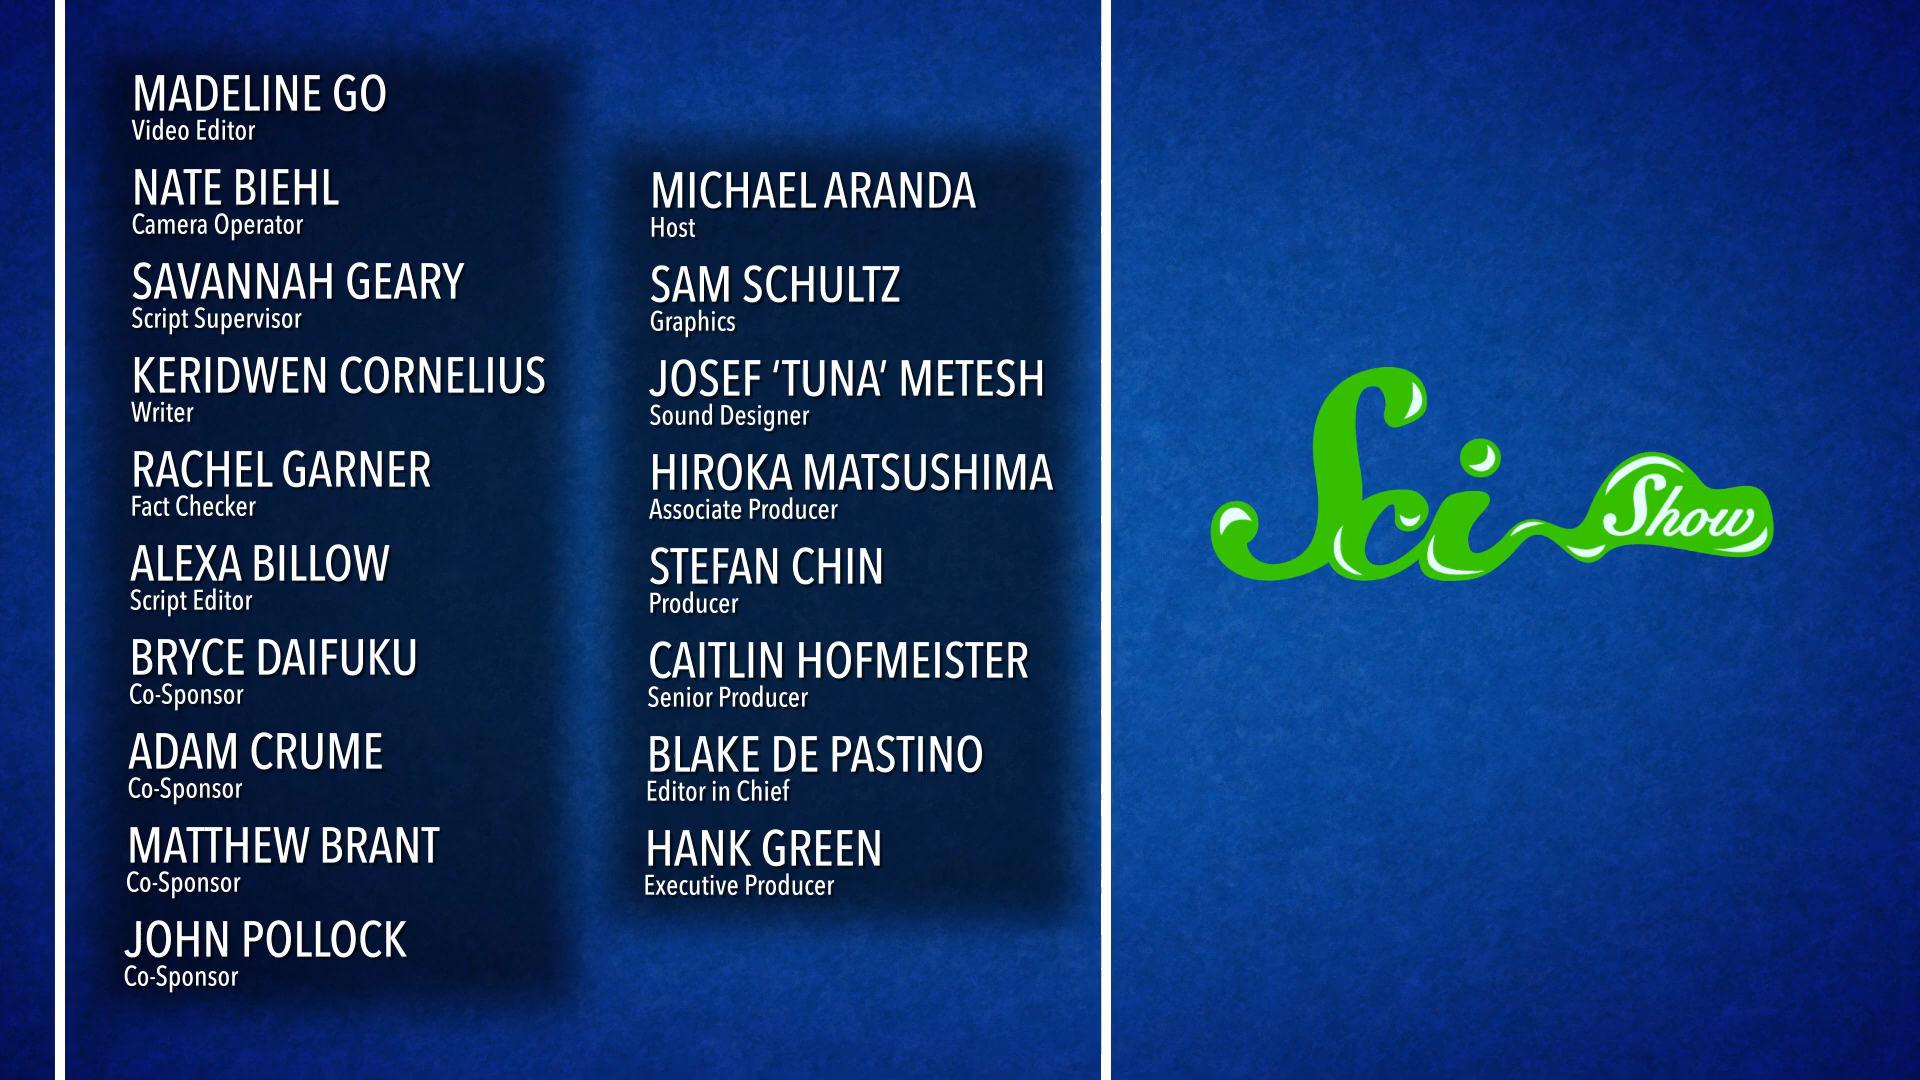 MADELINE GO
Video Editor
NATE BIEHL
Camera Operator
SAVANNAH GEARY
Script Supervisor
KERIDWEN CORNELIUS
Writer
RACHEL GARNER
Fact Checker
ALEXA BILLOW
Script Editor
BRYCE DAIFUKU
Co-Sponsor
ADAM CRUME
Co-Sponsor
MATTHEW BRANT
Co-Sponsor
JOHN POLLOCK
Co-Sponsor
MICHAEL ARANDA
Host
SAM SCHULTZ
Graphics
JOSEF ‘TUNA’ METESH
Sound Designer
HIROKA MATSUSHIMA
Associate Producer
STEFAN CHIN
Producer
CAITLIN HOFMEISTER
Senior Producer
BLAKE DE PASTINO
Editor in Chief
HANK GREEN
Executive Producer
Sci Show